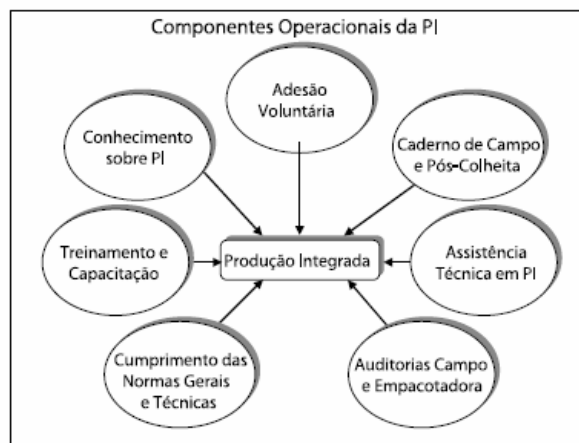 Componentes Operacionais da PI
Adesão
Voluntária
Conhecimento
sobre PI
Caderno de Campo
e Pós-Colheita
Treinamento e
Capacitação
Produção Integrada
Assistência
Técnica em PI
Cumprimento das
Normas Gerais
e Técnicas
Auditorias Campo
e Empacotadora